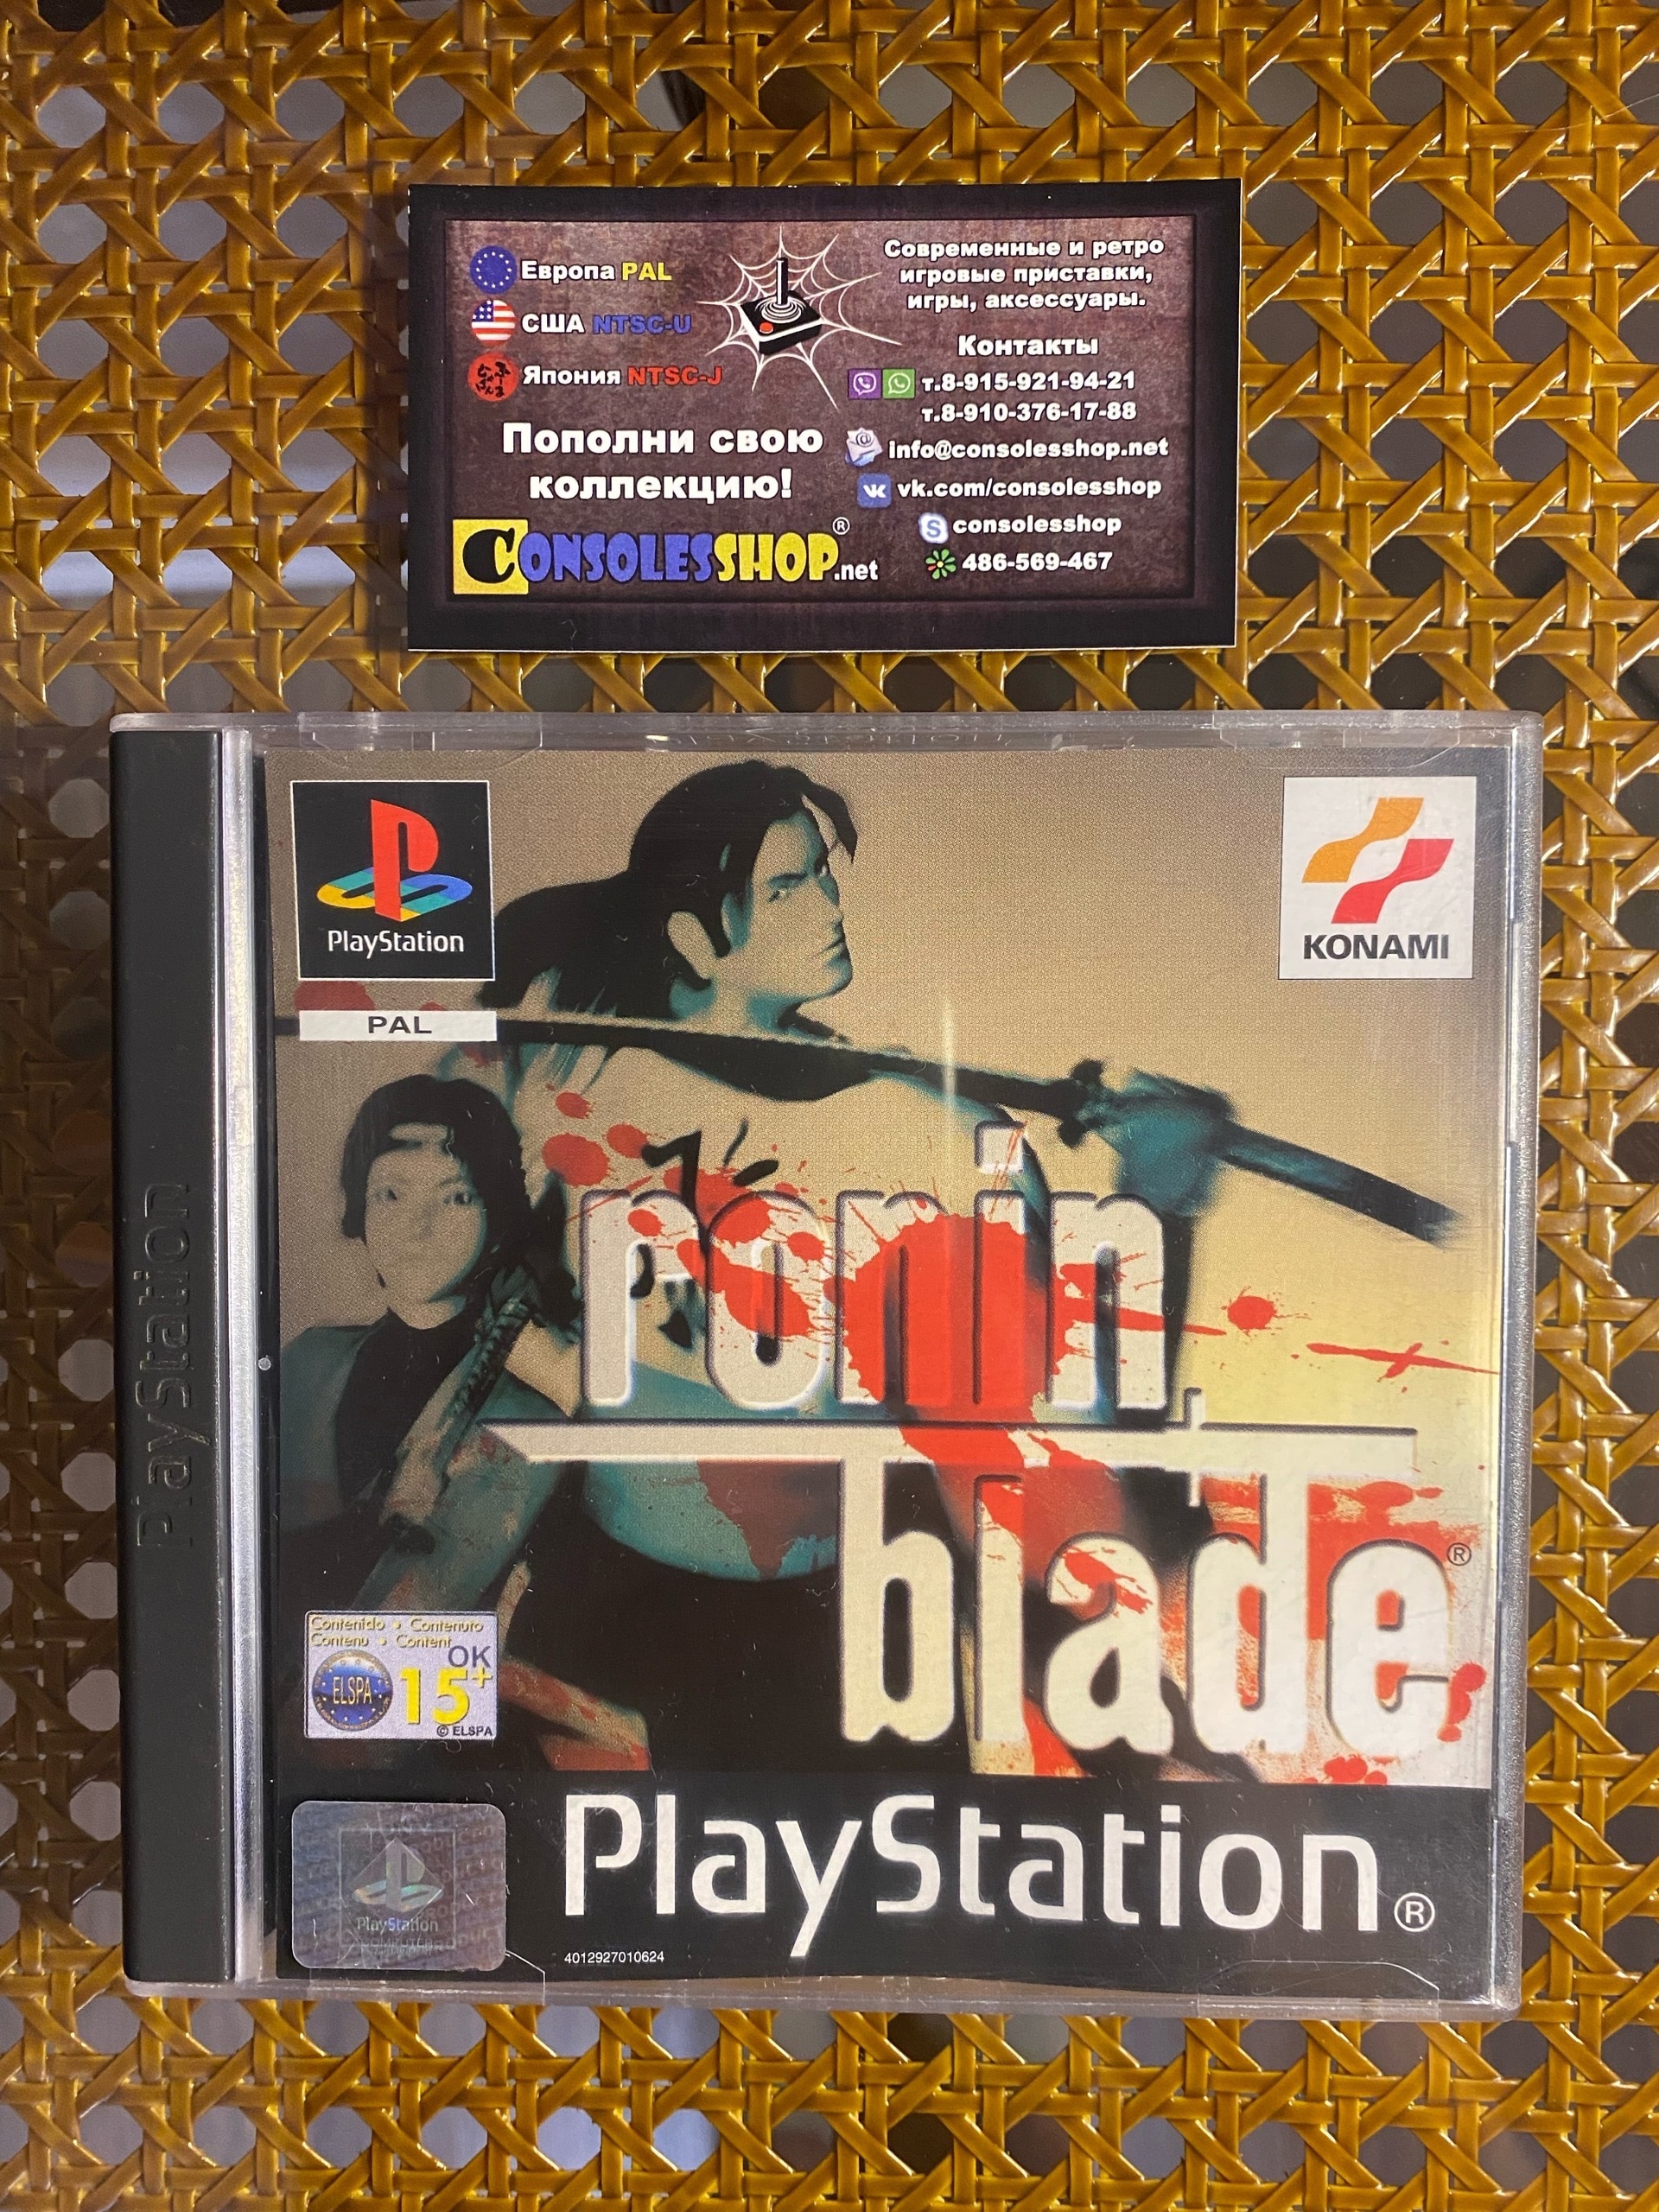 Европа PAL
США NTSC-U
Япония NTSC-J
Пополни свою
коллекцию!
CONSOLESSHOP.net
®
Современные и ретро
игровые приставки,
игры, аксессуары.
Контакты
т.8-915-921-94-21
т.8-910-376-17-88
info@consolesshop.net
vk.com/consolesshop
consolesshop
486-569-467
PlayStation
PlayStation
PAL
KONAMI
ronin
blade®
Contenido • Contenuto
Contenu • Content
OK
ELSPA 15+
© ELSPA
PlayStation
PlayStation®
4012927010624